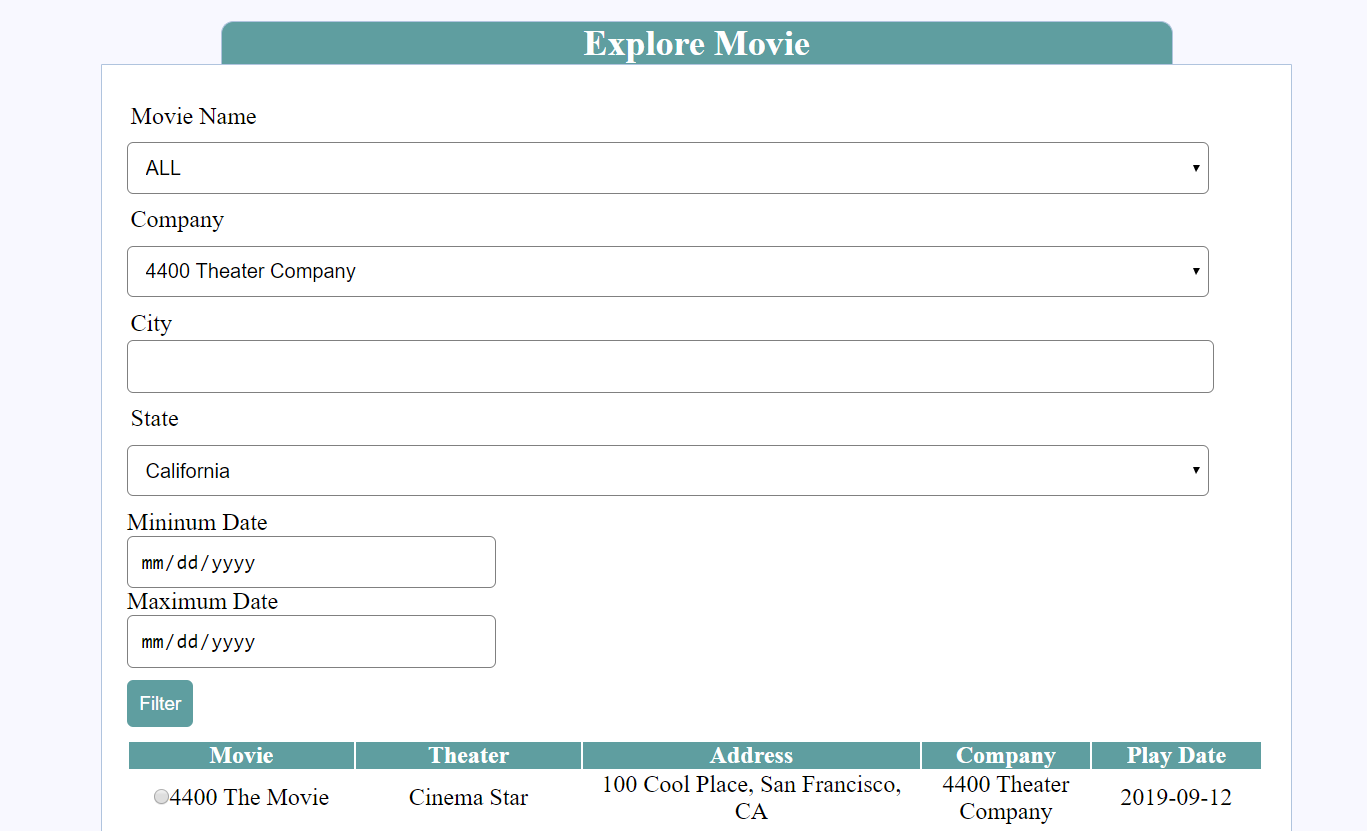 Explore Movie
Movie Name
ALL
Company
4400 Theater Company
City
State
California
Mininum Date
mm/dd/yyyy
Maximum Date
mm/dd/yyyy
Filter
Movie Theater Address Company Play Date
4400 The Movie Cinema Star 100 Cool Place, San Francisco, CA 4400 Theater Company 2019-09-12